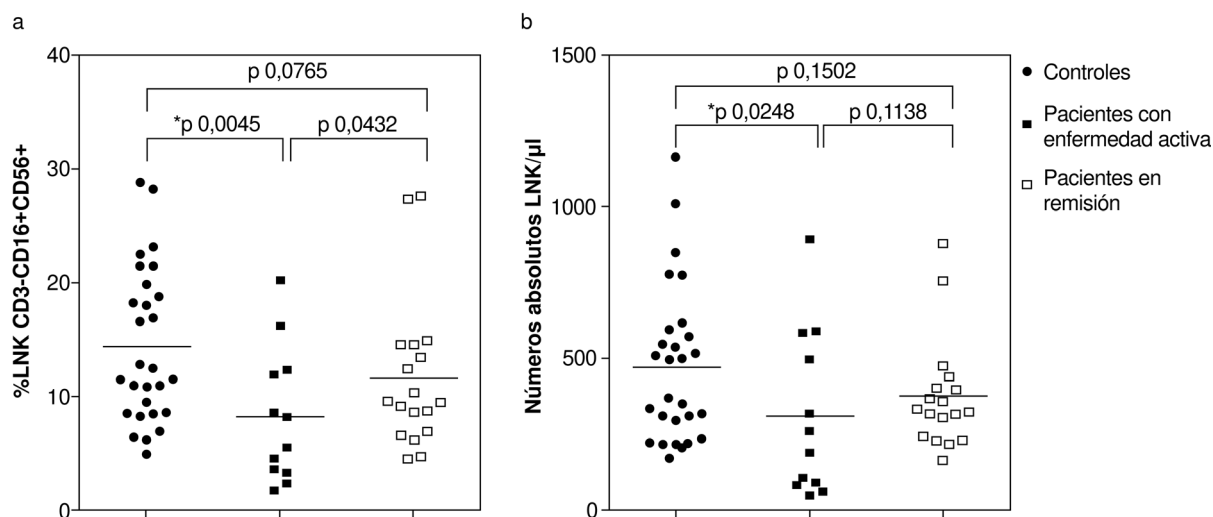 a
%LNK CD3-CD16+CD56+
40
30
20
10
0
p 0,0765
*p 0,0045
p 0,0432
b
Números absolutos LNK/µl
1500
1000
500
0
p 0,1502
*p 0,0248
p 0,1138
Controles
Pacientes con
enfermedad activa
Pacientes en
remisión